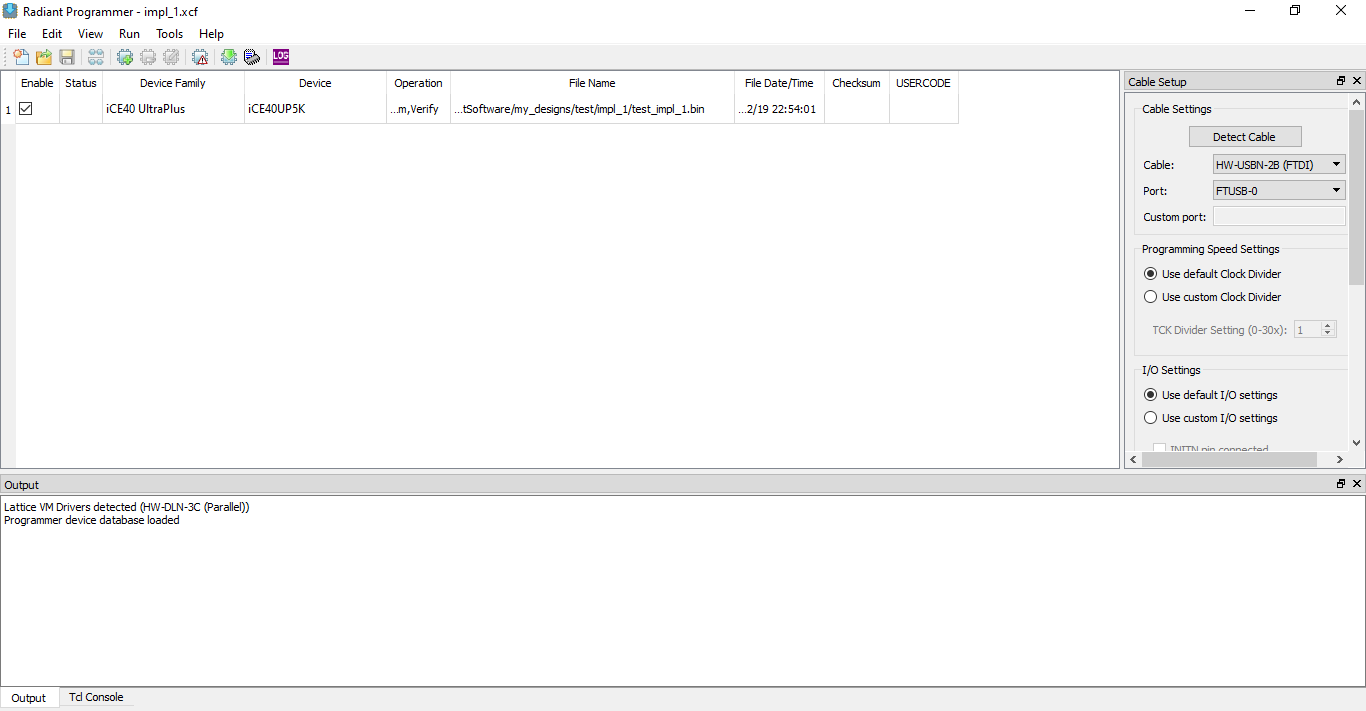 Radiant Programmer - impl_1.xcf
File Edit View Run Tools Help
LOG
Enable Status Device Family Device Operation File Name File Date/Time Checksum USERCODE
1 iCE40 UltraPlus iCE40UP5K ...m,Verify ...tSoftware/my_designs/test/impl_1/test_impl_1.bin ...2/19 22:54:01
Cable Setup
Cable Settings
Detect Cable
Cable: HW-USBN-2B (FTDI)
Port: FTUSB-0
Custom port:
Programming Speed Settings
Use default Clock Divider
Use custom Clock Divider
TCK Divider Setting (0-30x): 1
I/O Settings
Use default I/O settings
Use custom I/O settings
INITN pin connected
Output
Lattice VM Drivers detected (HW-DLN-3C (Parallel))
Programmer device database loaded
Output Tcl Console